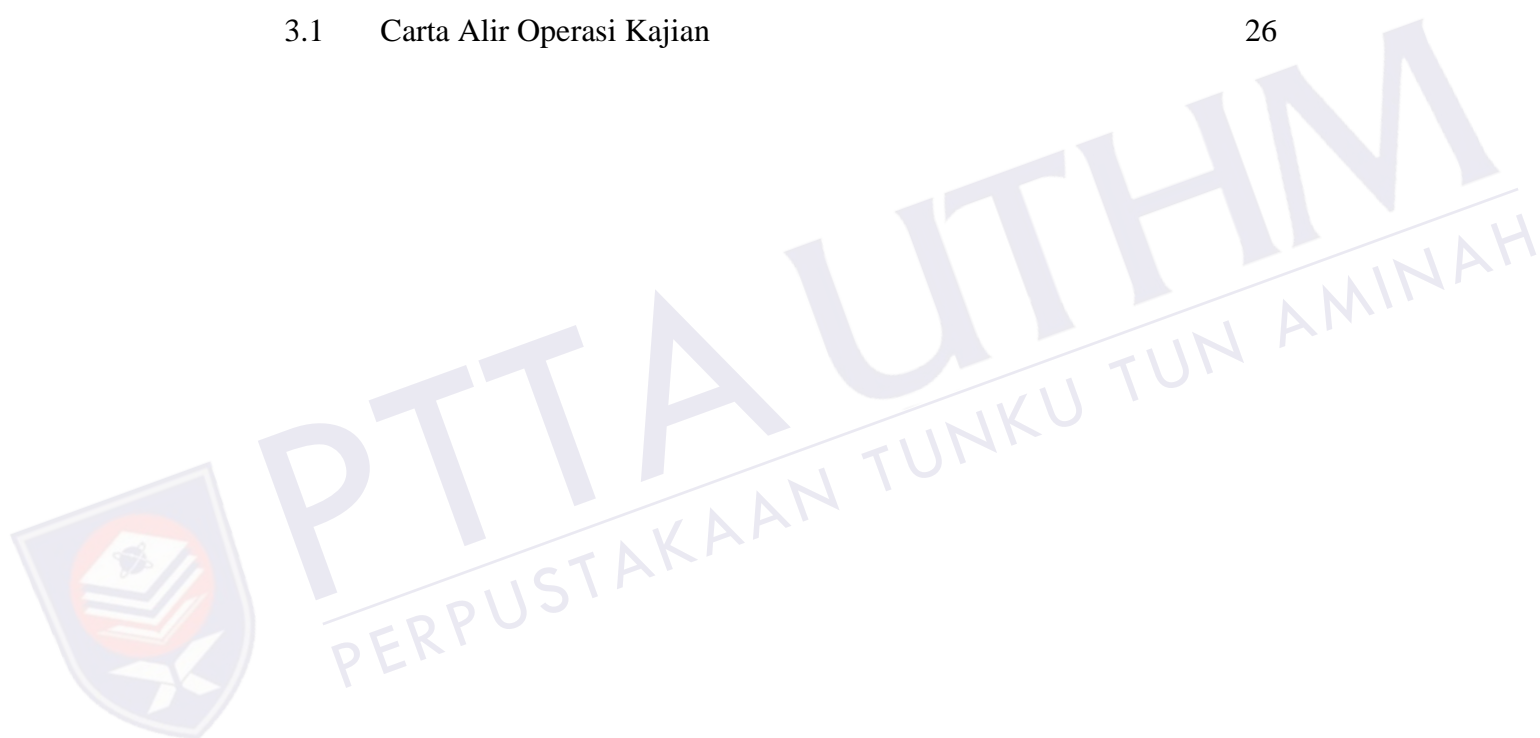 3.1 Carta Alir Operasi Kajian 26
PTTA UTHM
PERPUSTAKAAN TUNKU TUN AMINAH